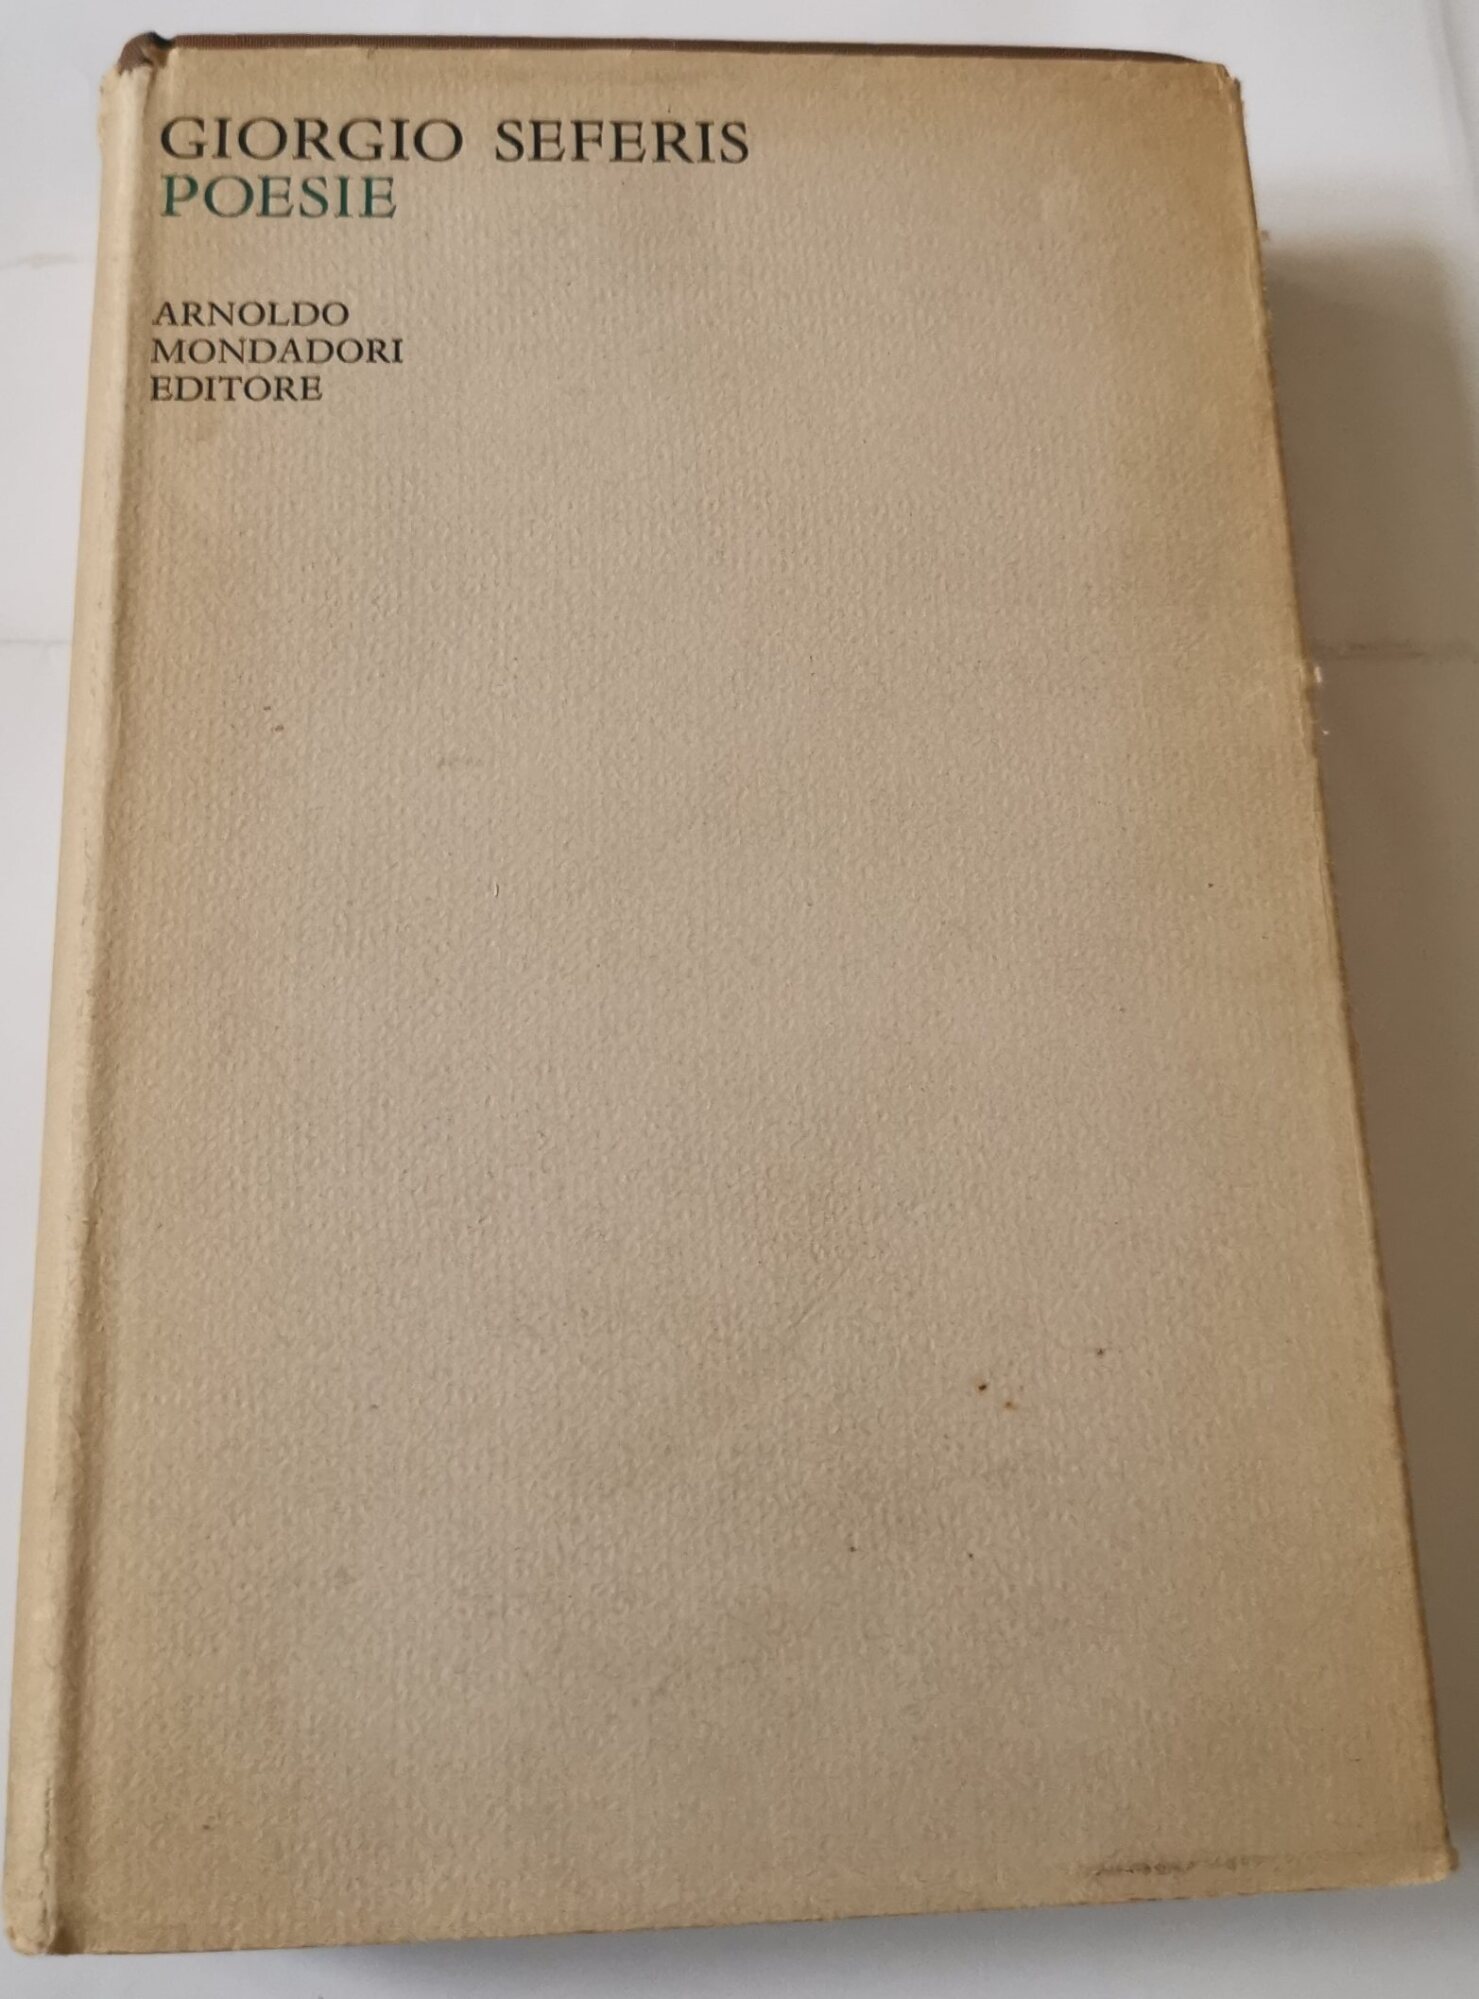 GIORGIO SEFERIS
POESIE
ARNOLDO
MONDADORI
EDITORE